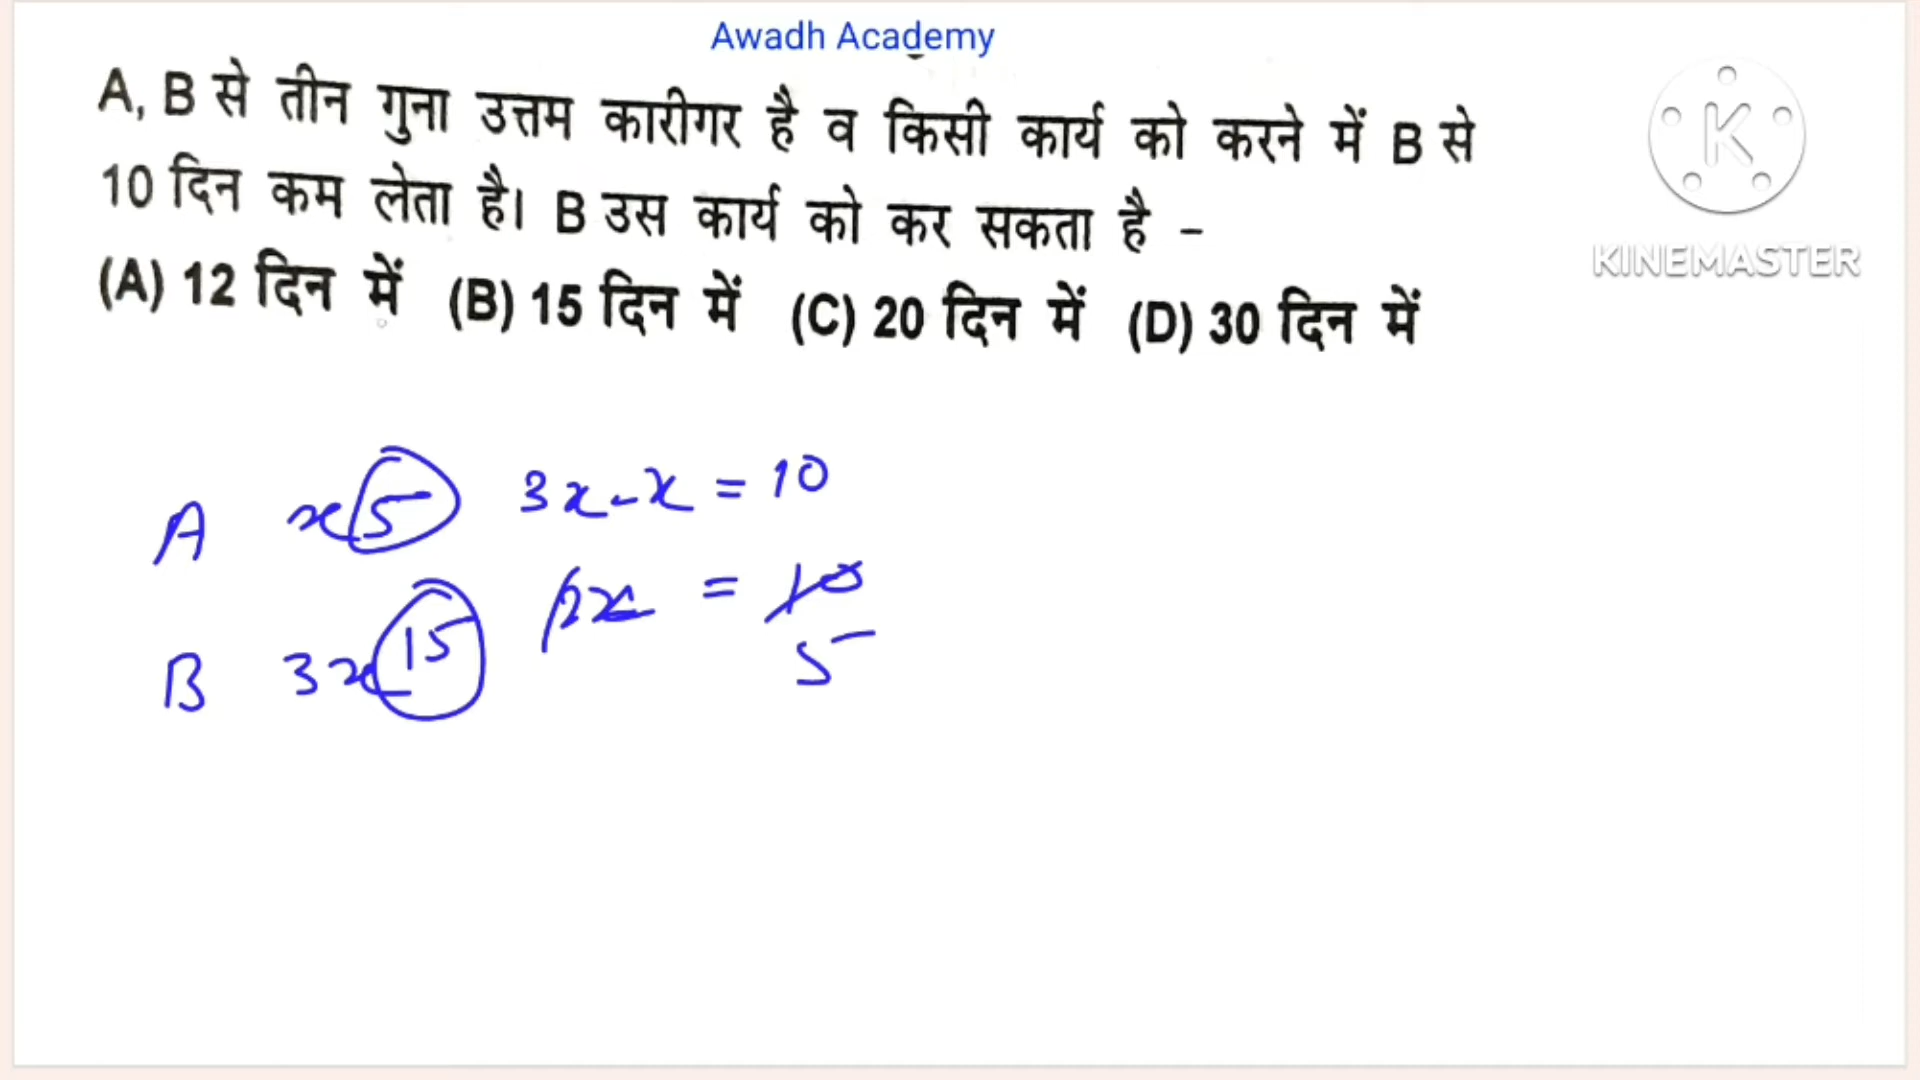 Awadh Academy
A, B से तीन गुना उत्तम कारीगर है व किसी कार्य को करने में B से
10 दिन कम लेता है। B उस कार्य को कर सकता है –
(A) 12 दिन में (B) 15 दिन में (C) 20 दिन में (D) 30 दिन में
KINEMASTER
A x 5 3x - x = 10
2x = 10
5
B 3x 15